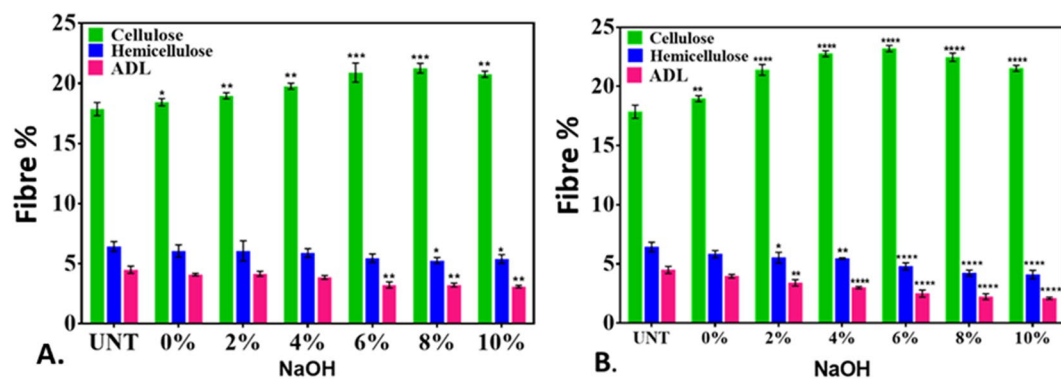 25
20
15
10
5
0
Fibre %
Cellulose
Hemicellulose
ADL
* ** ** *** *** **
* *
** ** **
UNT 0% 2% 4% 6% 8% 10%
NaOH
A.
25
20
15
10
5
0
Fibre %
Cellulose
Hemicellulose
ADL
** **** **** **** **** ****
* ** **** **** ****
** **** **** **** ****
UNT 0% 2% 4% 6% 8% 10%
NaOH
B.